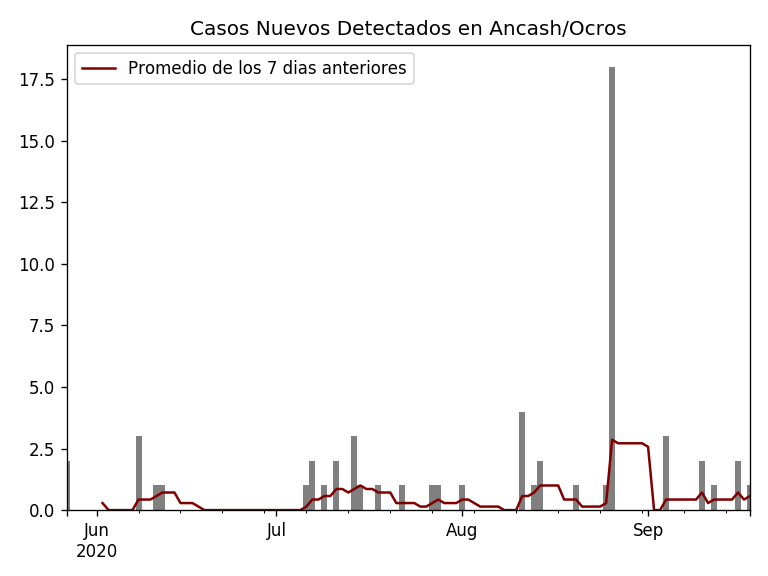 Casos Nuevos Detectados en Ancash/Ocros
Promedio de los 7 dias anteriores
17.5
15.0
12.5
10.0
7.5
5.0
2.5
0.0
Jun
2020
Jul
Aug
Sep